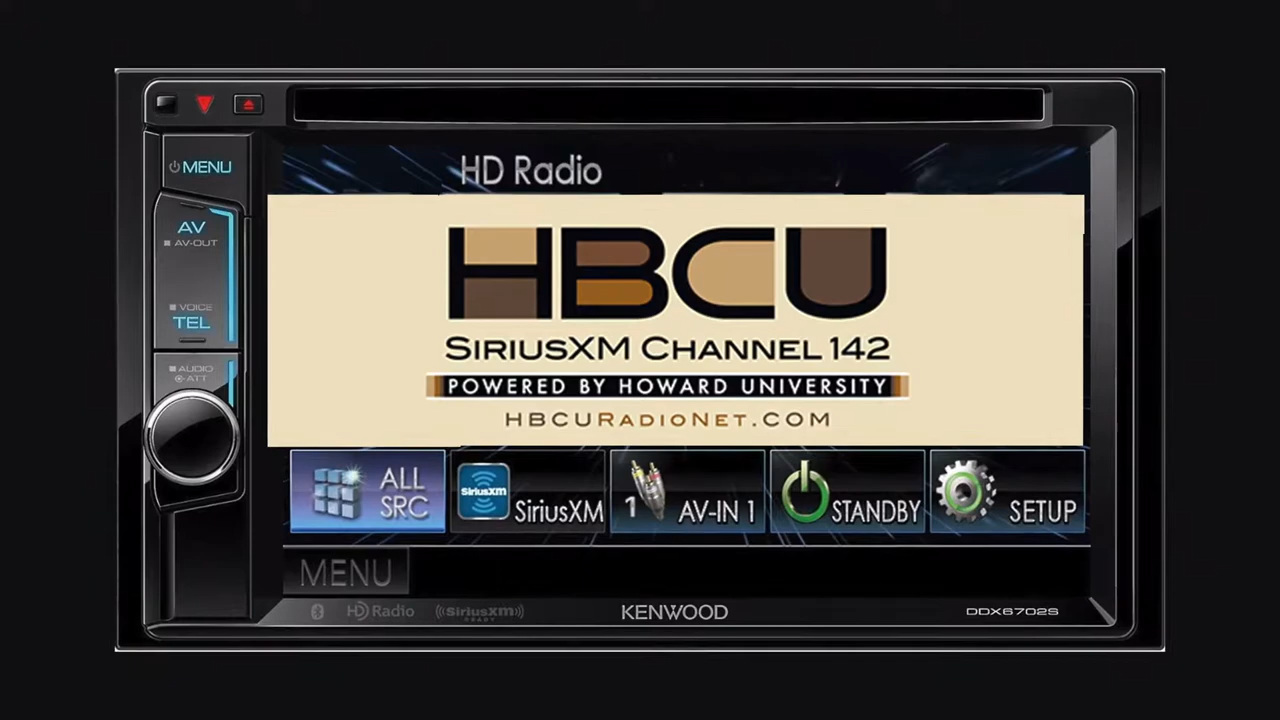 MENU
HD Radio
AV
AV-OUT
VOICE
TEL
AUDIO
ATT
HBCU
SIRIUSXM CHANNEL 142
POWERED BY HOWARD UNIVERSITY
HBCURADIONET.COM
ALL SRC
SiriusXM
SiriusXM
1
AV-IN 1
STANDBY
SETUP
MENU
HD Radio
SiriusXM
READY
KENWOOD
DDX6702S